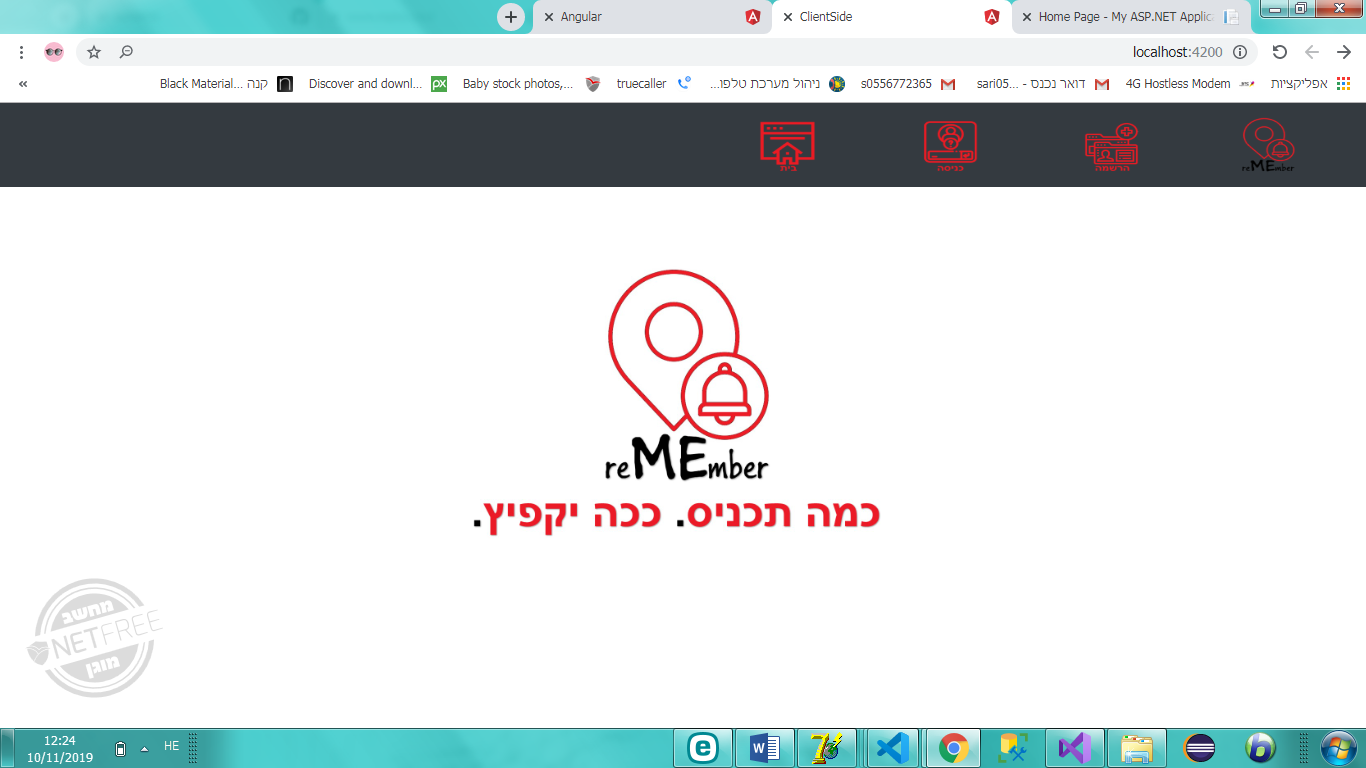 Home Page - My ASP.NET Applic
ClientSide
Angular
localhost:4200
אפליקציות
4G Hostless Modem
דואר נכנס - sari05...
s0556772365
ניהול מערכת טלפו...
truecaller
Baby stock photos,...
Discover and downl...
קנה Black Material...
reMEmber
הרשמה
כניסה
בית
reMEmber
כמה תכניס. ככה יקפיץ.
מחשב
NETFREE
מוגן
HE
12:24
10/11/2019